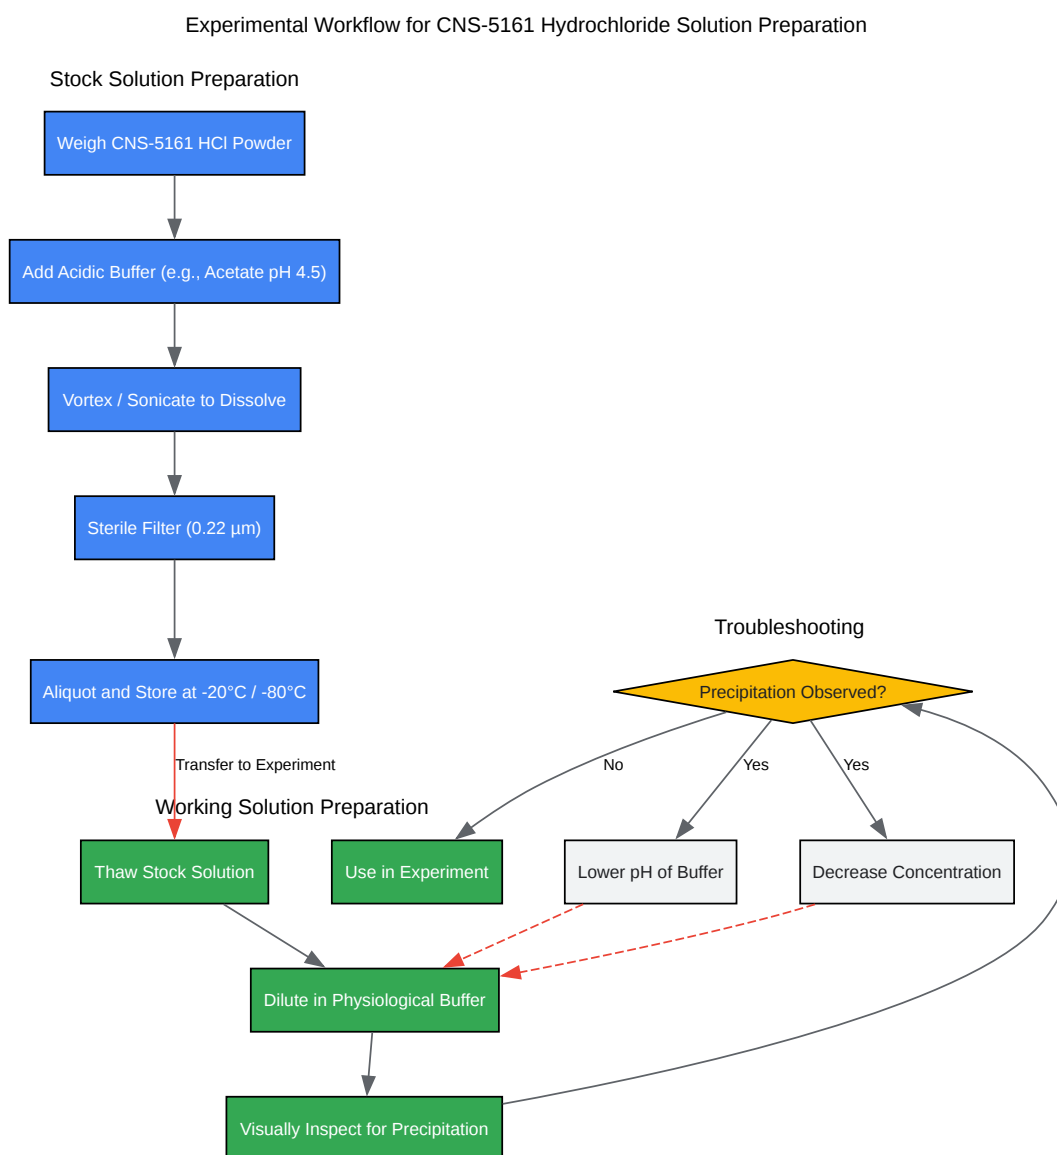 Experimental Workflow for CNS-5161 Hydrochloride Solution Preparation
Stock Solution Preparation
Weigh CNS-5161 HCl Powder
Add Acidic Buffer (e.g., Acetate pH 4.5)
Vortex / Sonicate to Dissolve
Sterile Filter (0.22 µm)
Aliquot and Store at -20°C / -80°C
Transfer to Experiment
Working Solution Preparation
Thaw Stock Solution
Dilute in Physiological Buffer
Visually Inspect for Precipitation
Troubleshooting
Precipitation Observed?
No
Yes
Yes
Use in Experiment
Lower pH of Buffer
Decrease Concentration